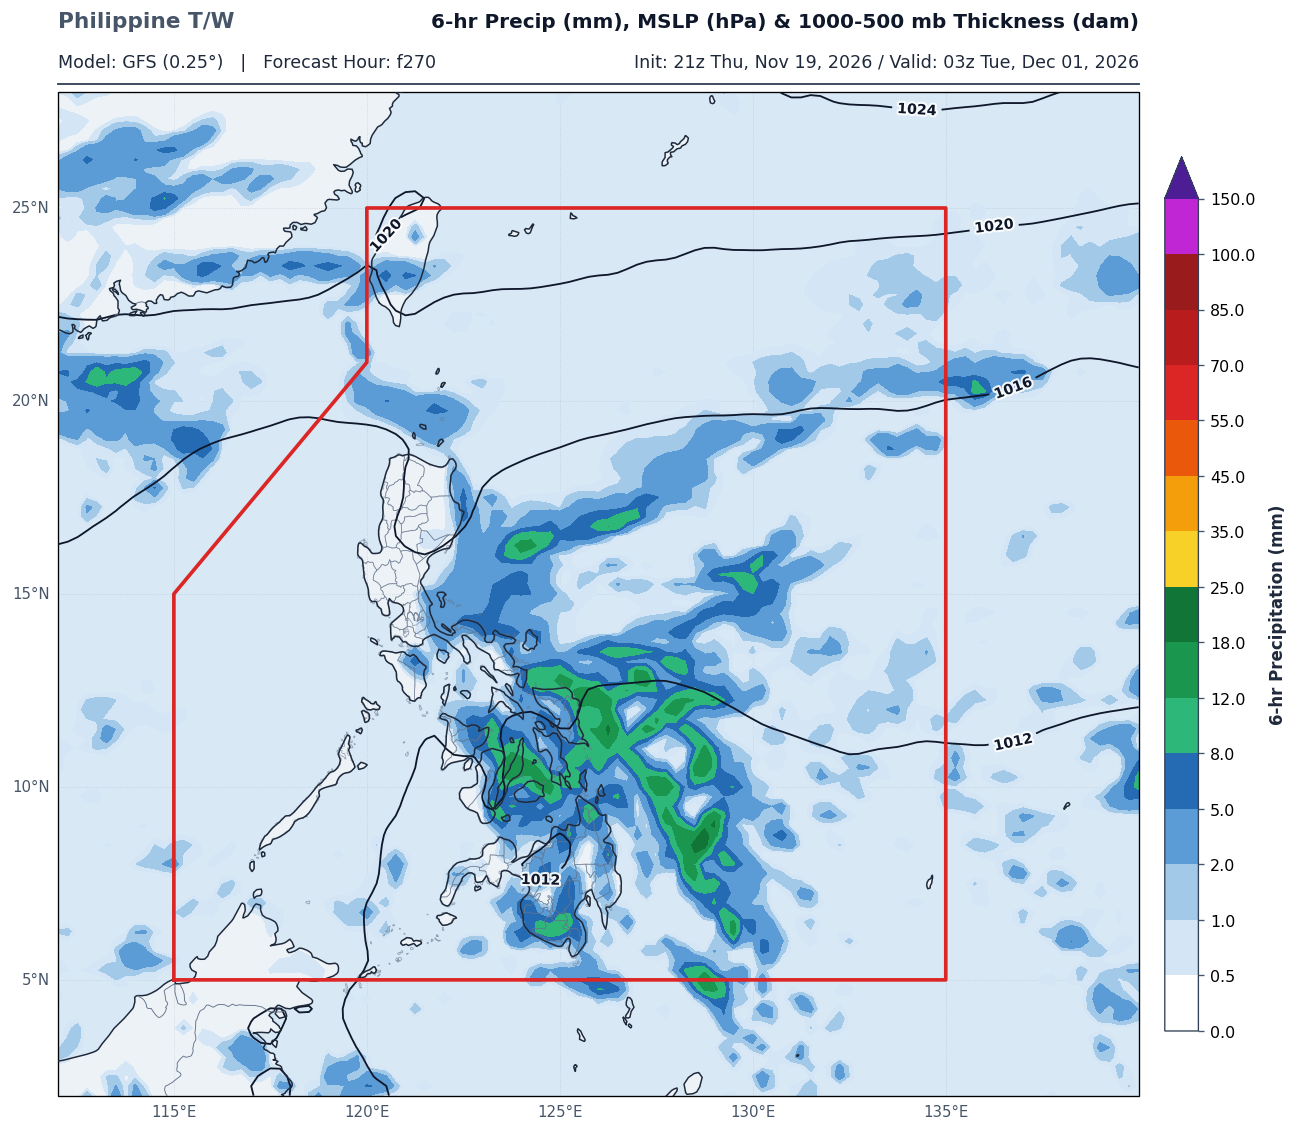 Philippine T/W
6-hr Precip (mm), MSLP (hPa) & 1000-500 mb Thickness (dam)
Model: GFS (0.25°) | Forecast Hour: f270
Init: 21z Thu, Nov 19, 2026 / Valid: 03z Tue, Dec 01, 2026
1024
1020
1020
1016
1012
1012
25°N
20°N
15°N
10°N
5°N
115°E
120°E
125°E
130°E
135°E
150.0
100.0
85.0
70.0
55.0
45.0
35.0
25.0
18.0
12.0
8.0
5.0
2.0
1.0
0.5
0.0
6-hr Precipitation (mm)